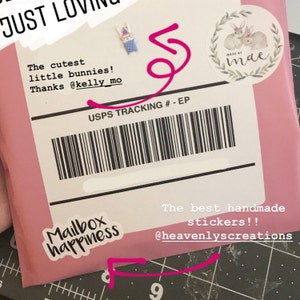 JUST LOVING
The cutest
little bunnies!
Thanks @kelly_mo
MADE BY
mae
USPS TRACKING # - EP
The best handmade
stickers!!
@heavenlyscreations
Mailbox
happiness